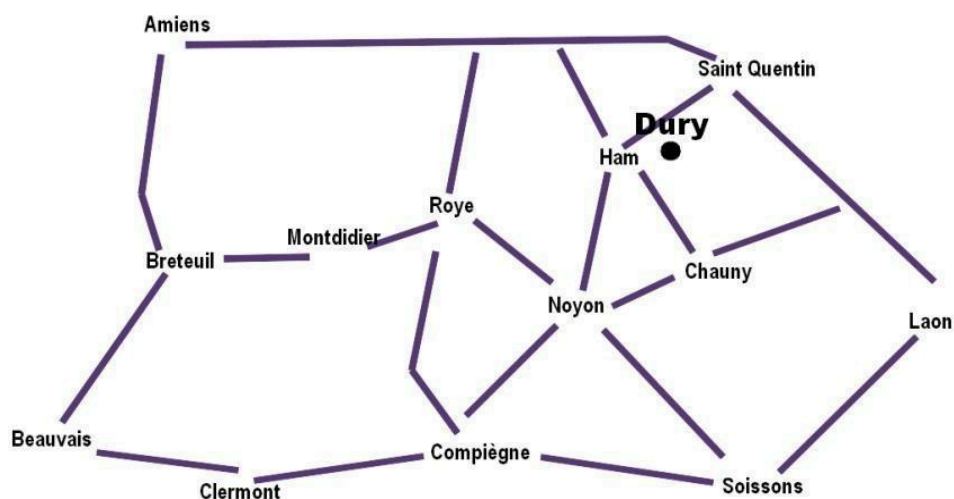 Amiens
Saint Quentin
Dury
Ham
Roye
Montdidier
Breteuil
Chauny
Noyon
Laon
Beauvais
Compiègne
Clermont
Soissons